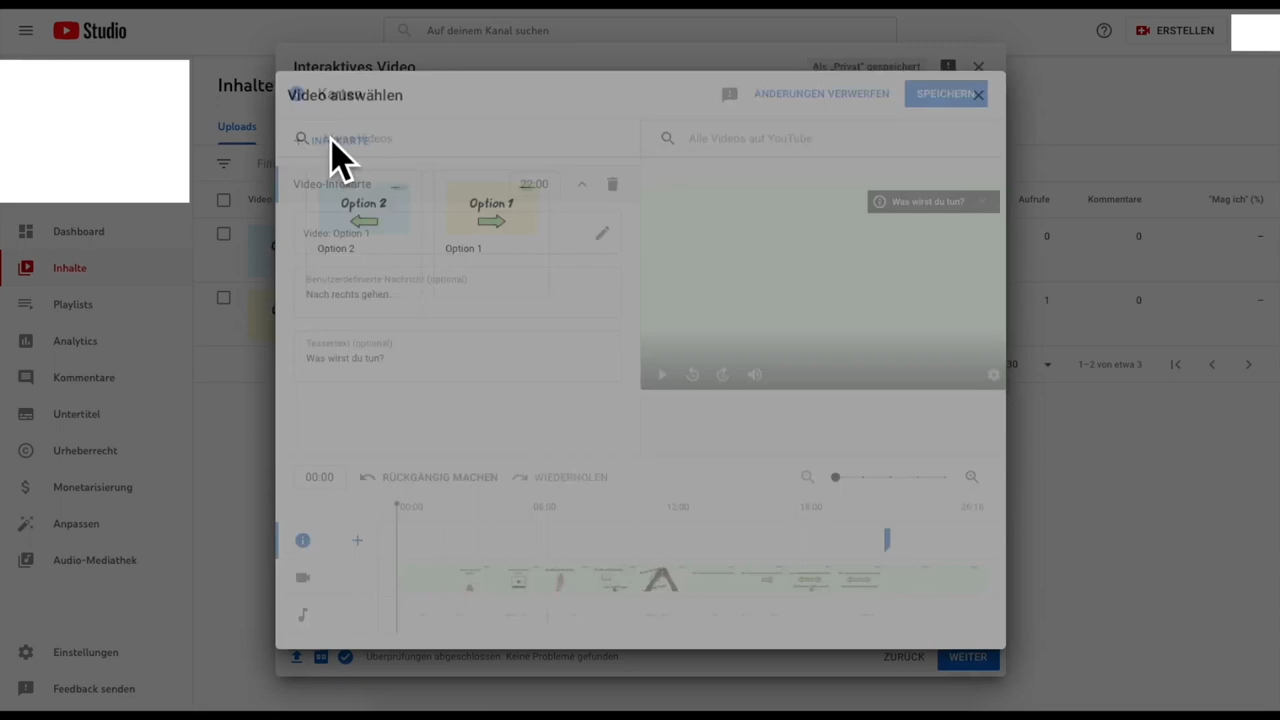 Studio
Auf deinem Kanal suchen
ERSTELLEN
Inhalte
Interaktives Video
Als „Privat“ gespeichert
Video auswählen
Karten
ÄNDERUNGEN VERWERFEN
SPEICHERN
Uploads
Alle Videos auf YouTube
Video
Aufrufe
Kommentare
"Mag ich" (%)
Video-Infokarte
22:00
Option 2
Option 1
Was wirst du tun?
Video: Option 1
Option 2
Option 1
Benutzerdefinierte Nachricht (optional)
Nach rechts gehen.
Teasertext (optional)
Was wirst du tun?
0
0
–
1
0
–
30
1–2 von etwa 3
Dashboard
Inhalte
Playlists
Analytics
Kommentare
Untertitel
Urheberrecht
Monetarisierung
Anpassen
Audio-Mediathek
Einstellungen
Feedback senden
00:00
RÜCKGÄNGIG MACHEN
WIEDERHOLEN
00:00
06:00
12:00
18:00
26:16
Überprüfungen abgeschlossen. Keine Probleme gefunden.
ZURÜCK
WEITER